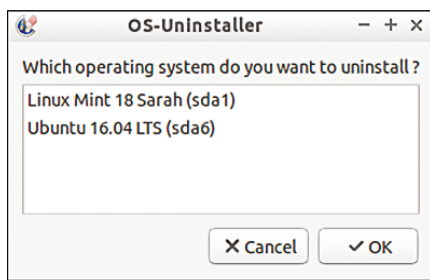 OS-Uninstaller
Which operating system do you want to uninstall ?
Linux Mint 18 Sarah (sda1)
Ubuntu 16.04 LTS (sda6)
Cancel
OK